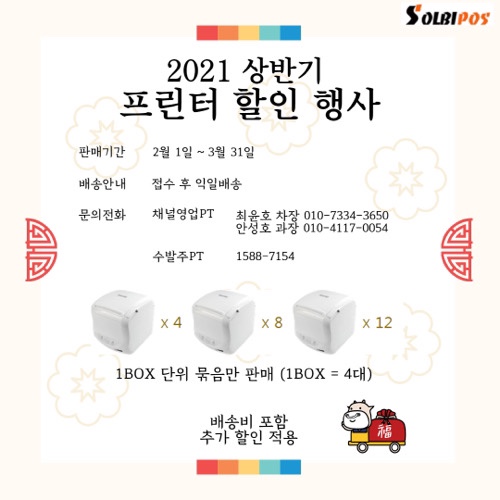 SOLBIPOS
2021 상반기
프린터 할인 행사
판매기간 2월 1일 ~ 3월 31일
배송안내 접수 후 익일배송
문의전화 채널영업PT 최윤호 차장 010-7334-3650
안성호 과장 010-4117-0054
수발주PT 1588-7154
x 4 x 8 x 12
1BOX 단위 묶음만 판매 (1BOX = 4대)
배송비 포함
추가 할인 적용
福